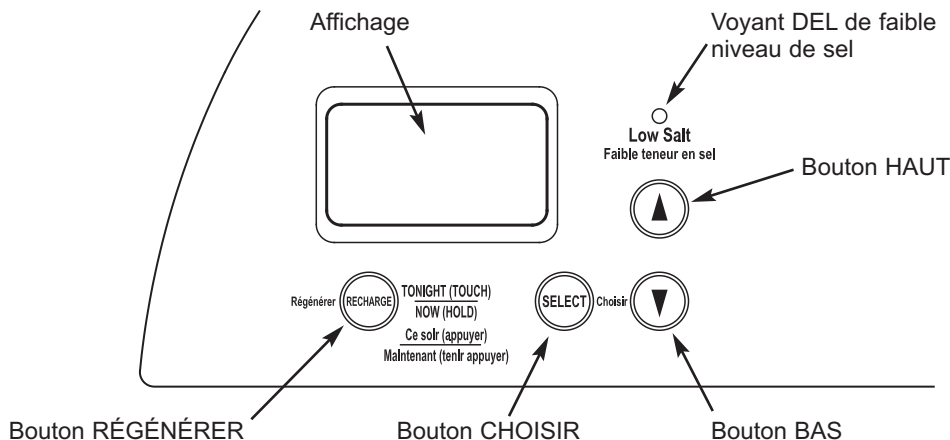 Affichage
Voyant DEL de faible
niveau de sel
Low Salt
Faible teneur en sel
Bouton HAUT
Régénérer
RECHARGE
TONIGHT (TOUCH)
NOW (HOLD)
Ce soir (appuyer)
Maintenant (tenir appuyer)
SELECT
Choisir
Bouton RÉGÉNÉRER
Bouton CHOISIR
Bouton BAS